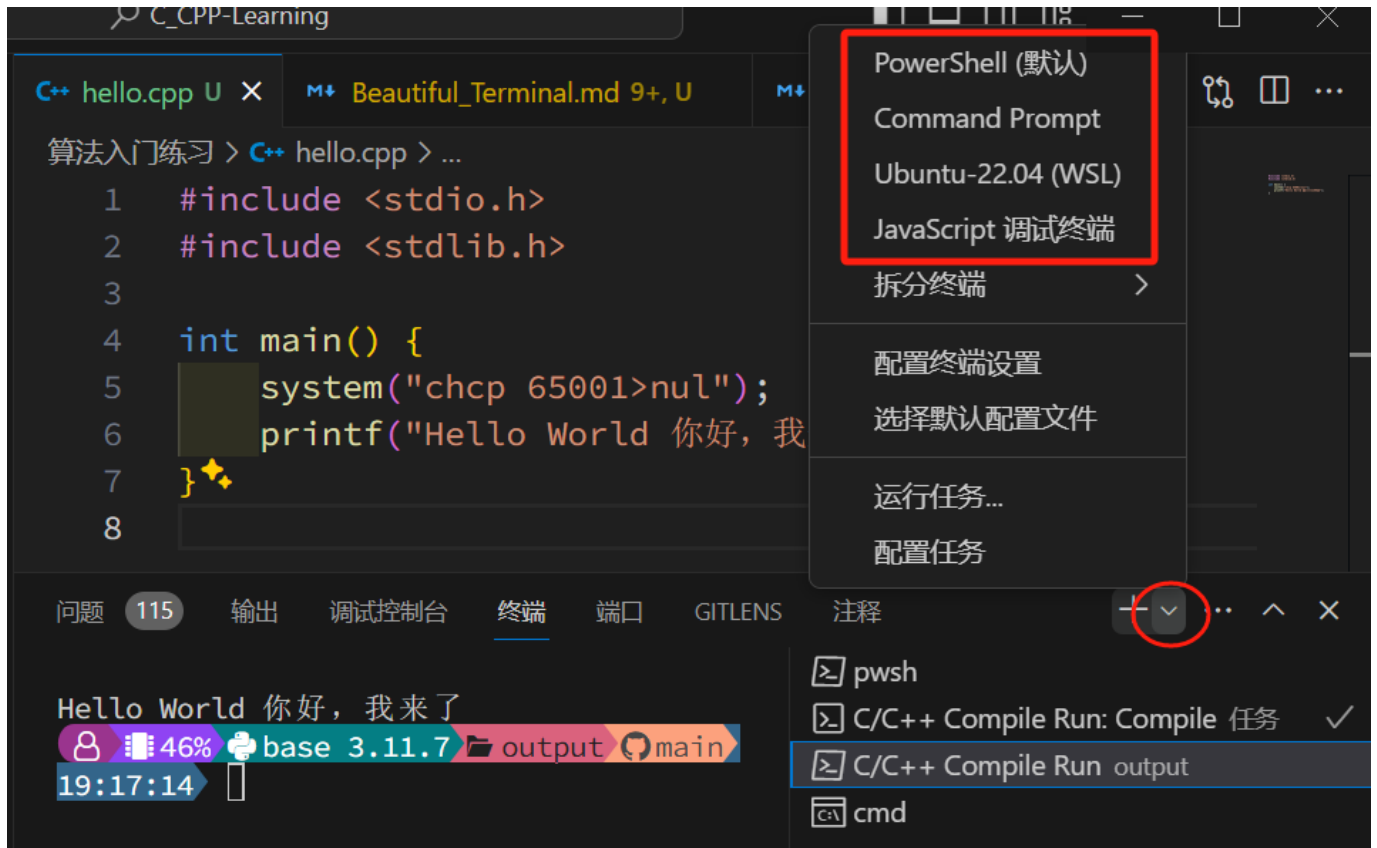 C_CPP-Learning
hello.cpp U
Beautiful_Terminal.md 9+, U
算法入门练习 > C++ hello.cpp > ...
1 #include <stdio.h>
2 #include <stdlib.h>
3
4 int main() {
5 system("chcp 65001>nul");
6 printf("Hello World 你好，我
7 }
8
PowerShell (默认)
Command Prompt
Ubuntu-22.04 (WSL)
JavaScript 调试终端
拆分终端
配置终端设置
选择默认配置文件
运行任务...
配置任务
问题 115 输出 调试控制台 终端 端口 GITLENS 注释
Hello World 你好，我来了
46% base 3.11.7 output main
19:17:14
pwsh
C/C++ Compile Run: Compile 任务
C/C++ Compile Run output
cmd